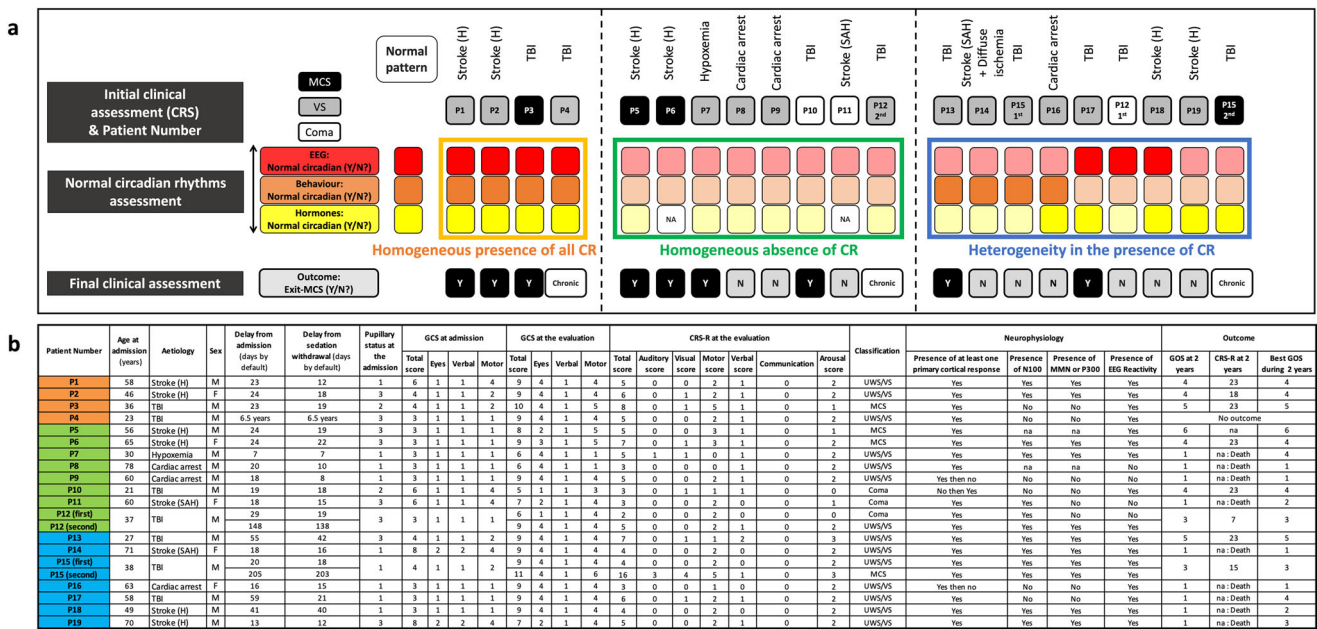 a
Normal
pattern
Stroke (H)
Stroke (H)
TBI
TBI
Stroke (H)
Stroke (H)
Hypoxemia
Cardiac arrest
Cardiac arrest
TBI
Stroke (SAH)
TBI
TBI
Stroke (SAH)
+ Diffuse
ischemia
TBI
Cardiac arrest
TBI
TBI
Stroke (H)
Stroke (H)
TBI
Initial clinical
assessment (CRS)
& Patient Number
MCS
VS
Coma
P1 P2 P3 P4 P5 P6 P7 P8 P9 P10 P11 P12 2nd P13 P14 P15 1st P16 P17 P12 1st P18 P19 P15 2nd
Normal circadian rhythms
assessment
EEG:
Normal circadian (Y/N?)
Behaviour:
Normal circadian (Y/N?)
Hormones:
Normal circadian (Y/N?)
NA NA
Homogeneous presence of all CR Homogeneous absence of CR Heterogeneity in the presence of CR
Final clinical assessment
Outcome:
Exit-MCS (Y/N?)
Y Y Y Chronic Y Y Y N N Y N Chronic Y N N N Y N N N Chronic
b
Patient Number Age at admission (years) Aetiology Sex Delay from admission (days by default) Delay from sedation withdrawal (days by default) Pupillary status at the admission GCS at admission GCS at the evaluation CRS-R at the evaluation Classification Neurophysiology Outcome
Total score Eyes Verbal Motor Total score Eyes Verbal Motor Total score Auditory score Visual score Motor score Verbal score Communication Arousal score Presence of at least one primary cortical response Presence of N100 Presence of MMN or P300 Presence of EEG Reactivity GOS at 2 years CRS-R at 2 years Best GOS during 2 years
P1 58 Stroke (H) M 23 12 1 6 1 1 4 9 4 1 4 5 0 0 2 1 0 2 UWS/VS Yes Yes Yes Yes 4 23 4
P2 46 Stroke (H) F 24 18 3 4 1 1 2 9 4 1 4 6 0 1 2 1 0 2 UWS/VS Yes Yes Yes Yes 4 18 4
P3 36 TBI M 23 19 2 4 1 1 2 10 4 1 5 8 0 1 5 1 0 1 MCS Yes No No Yes 5 23 5
P4 23 TBI M 6.5 years 6.5 years 3 3 1 1 1 9 4 1 4 5 0 0 2 1 0 2 UWS/VS Yes No No Yes No outcome
P5 56 Stroke (H) M 24 19 3 3 1 1 1 8 2 1 5 5 0 0 3 1 0 1 MCS Yes na na Yes 6 na 6
P6 65 Stroke (H) F 24 22 3 3 1 1 1 9 3 1 5 7 0 1 3 1 0 2 MCS Yes Yes Yes Yes 4 23 4
P7 30 Hypoxemia M 7 7 1 3 1 1 1 6 4 1 1 5 1 1 0 1 0 2 UWS/VS Yes Yes Yes No 1 na : Death 4
P8 78 Cardiac arrest M 20 10 1 3 1 1 1 6 4 1 1 3 0 0 0 1 0 2 UWS/VS Yes na na No 1 na : Death 1
P9 60 Cardiac arrest M 18 8 1 3 1 1 1 9 4 1 4 5 0 0 2 1 0 2 UWS/VS Yes then no No No No 1 na : Death 1
P10 21 TBI M 19 18 2 6 1 1 4 5 1 1 3 3 0 1 1 1 0 0 Coma No then Yes No No Yes 4 23 4
P11 60 Stroke (SAH) F 18 15 3 6 1 1 4 7 2 1 4 3 0 0 2 0 0 1 Coma Yes Yes Yes Yes 1 na : Death 2
P12 (first) 37 TBI M 29 19 3 3 1 1 1 6 1 1 4 2 0 0 2 0 0 0 Coma Yes Yes No No 3 7 3
P12 (second) 148 138 9 4 1 4 5 0 0 2 1 0 2 UWS/VS Yes Yes Yes Yes
P13 27 TBI M 55 42 3 4 1 1 2 9 4 1 4 7 0 1 1 2 0 3 UWS/VS Yes Yes Yes Yes 5 23 5
P14 71 Stroke (SAH) F 18 16 1 8 2 2 4 9 4 1 4 4 0 0 2 0 0 2 UWS/VS Yes Yes Yes Yes 1 na : Death 1
P15 (first) 38 TBI M 20 18 1 4 1 1 2 9 4 1 4 4 0 0 2 0 0 2 UWS/VS Yes Yes Yes Yes 3 15 3
P15 (second) 205 203 11 4 1 6 16 3 4 5 1 0 3 MCS Yes Yes Yes Yes
P16 63 Cardiac arrest F 16 15 1 3 1 1 1 9 4 1 4 3 0 0 1 0 0 2 UWS/VS Yes then no No No Yes 1 na : Death 1
P17 58 TBI M 59 21 1 3 1 1 1 9 4 1 4 6 0 1 2 1 0 2 UWS/VS Yes No No Yes 1 na : Death 4
P18 49 Stroke (H) M 41 40 1 3 1 1 1 9 4 1 4 4 0 0 2 0 0 2 UWS/VS Yes Yes Yes Yes 1 na : Death 2
P19 70 Stroke (H) M 13 12 3 8 2 2 4 7 2 1 4 5 0 0 2 1 0 2 UWS/VS Yes Yes Yes Yes 1 na : Death 3